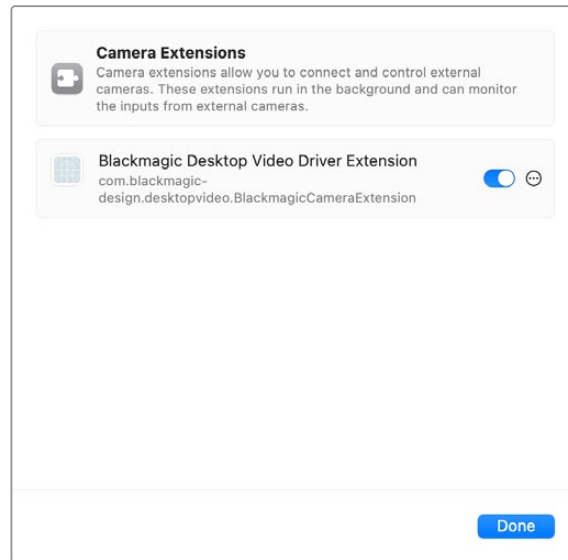 Camera Extensions
Camera extensions allow you to connect and control external
cameras. These extensions run in the background and can monitor
the inputs from external cameras.
Blackmagic Desktop Video Driver Extension
com.blackmagic-
design.desktopvideo.BlackmagicCameraExtension
Done